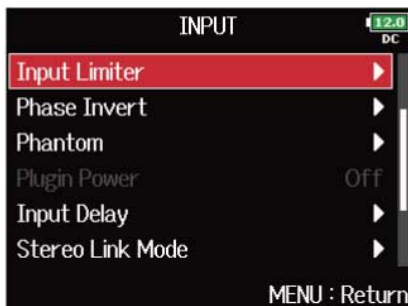 INPUT
12.0
DC
Input Limiter
Phase Invert
Phantom
Plugin Power Off
Input Delay
Stereo Link Mode
MENU : Return